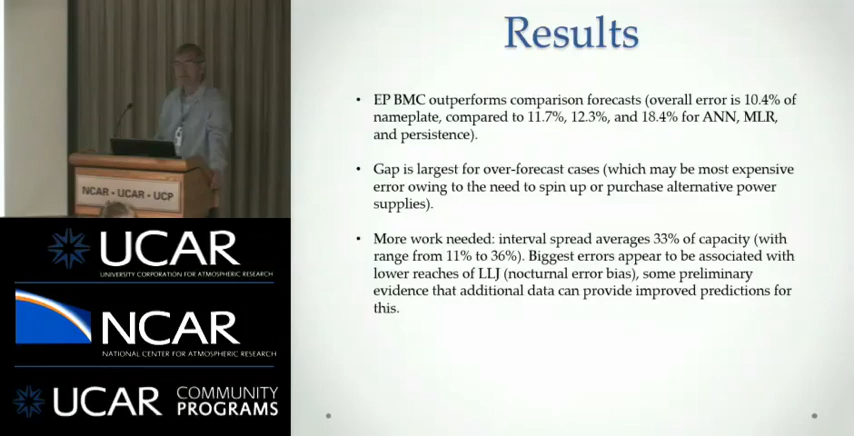 Results
• EP BMC outperforms comparison forecasts (overall error is 10.4% of
nameplate, compared to 11.7%, 12.3%, and 18.4% for ANN, MLR,
and persistence).
• Gap is largest for over-forecast cases (which may be most expensive
error owing to the need to spin up or purchase alternative power
supplies).
• More work needed: interval spread averages 33% of capacity (with
range from 11% to 36%). Biggest errors appear to be associated with
lower reaches of LLJ (nocturnal error bias), some preliminary
evidence that additional data can provide improved predictions for
this.
NCAR • UCAR • UCP
UCAR
UNIVERSITY CORPORATION FOR ATMOSPHERIC RESEARCH
NCAR
NATIONAL CENTER FOR ATMOSPHERIC RESEARCH
UCAR COMMUNITY
PROGRAMS